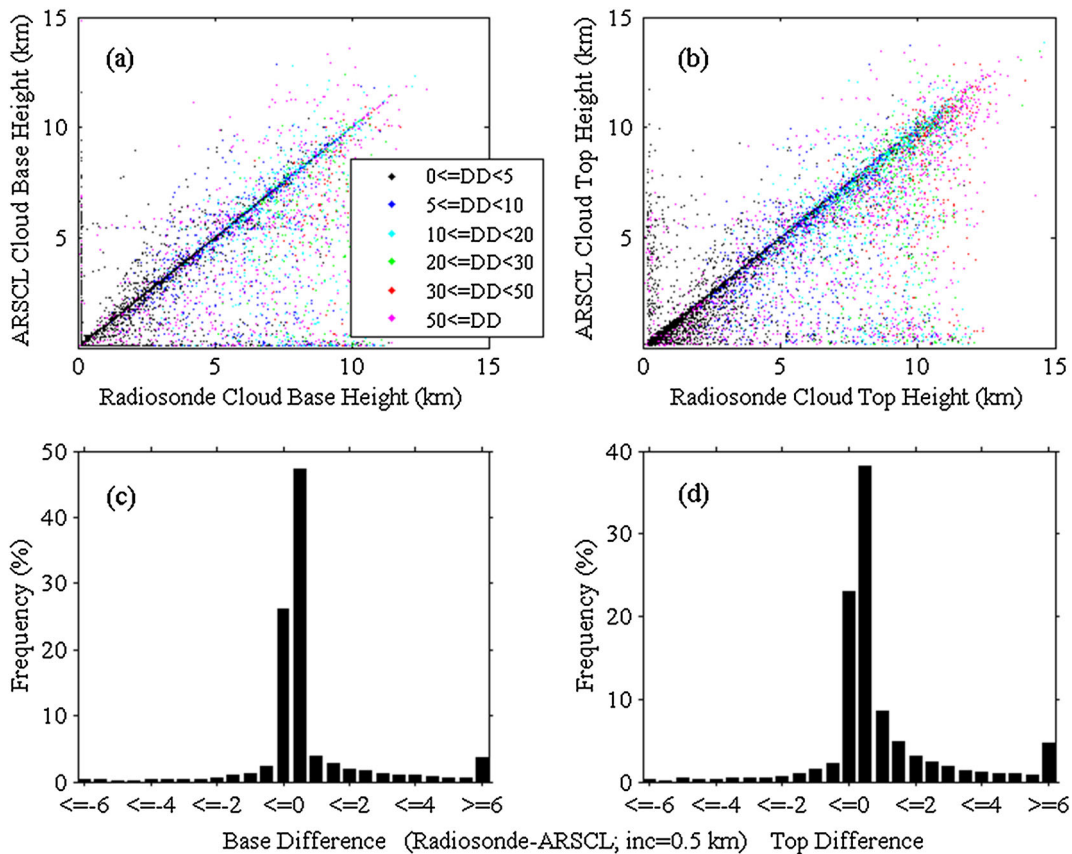 15
10
5
ARSCL Cloud Base Height (km)
(a)
0<=DD<5
5<=DD<10
10<=DD<20
20<=DD<30
30<=DD<50
50<=DD
0 5 10 15
Radiosonde Cloud Base Height (km)
15
10
5
ARSCL Cloud Top Height (km)
(b)
0 5 10 15
Radiosonde Cloud Top Height (km)
50
40
30
20
10
0
Frequency (%)
(c)
<=-6 <=-4 <=-2 <=0 <=2 <=4 >=6
40
30
20
10
0
Frequency (%)
(d)
<=-6 <=-4 <=-2 <=0 <=2 <=4 >=6
Base Difference (Radiosonde-ARSCL; inc=0.5 km) Top Difference